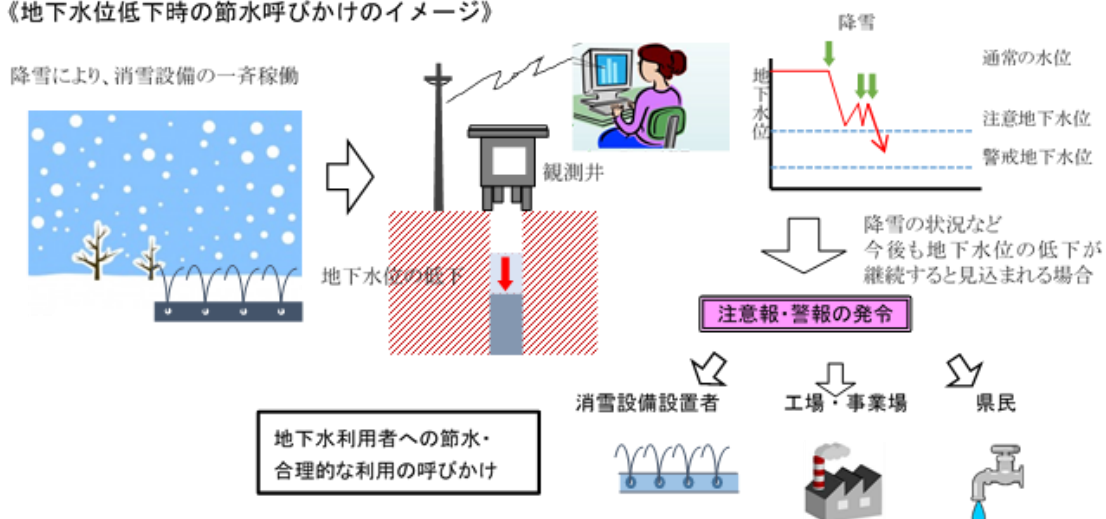 《地下水位低下時の節水呼びかけのイメージ》
降雪により、消雪設備の一斉稼働
観測井
地下水位の低下
降雪
地下水位
通常の水位
注意地下水位
警戒地下水位
降雪の状況など
今後も地下水位の低下が
継続すると見込まれる場合
注意報・警報の発令
消雪設備設置者
工場・事業場
県民
地下水利用者への節水・
合理的な利用の呼びかけ